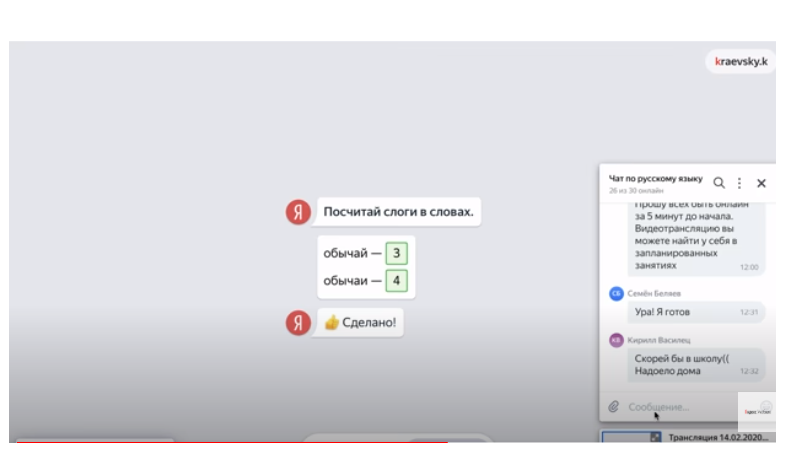 kraevsky.k
Я Посчитай слоги в словах.
обычай — 3
обычаи — 4
Я 👍 Сделано!
Чат по русскому языку
26 из 30 онлайн
Прошу всех быть онлайн
за 5 минут до начала.
Видеотрансляцию вы
можете найти у себя в
запланированных
занятиях 12:00
СБ Семён Беляев
Ура! Я готов 12:31
КВ Кирилл Василец
Скорей бы в школу((
Надоело дома 12:32
Сообщение...
Трансляция 14.02.2020...